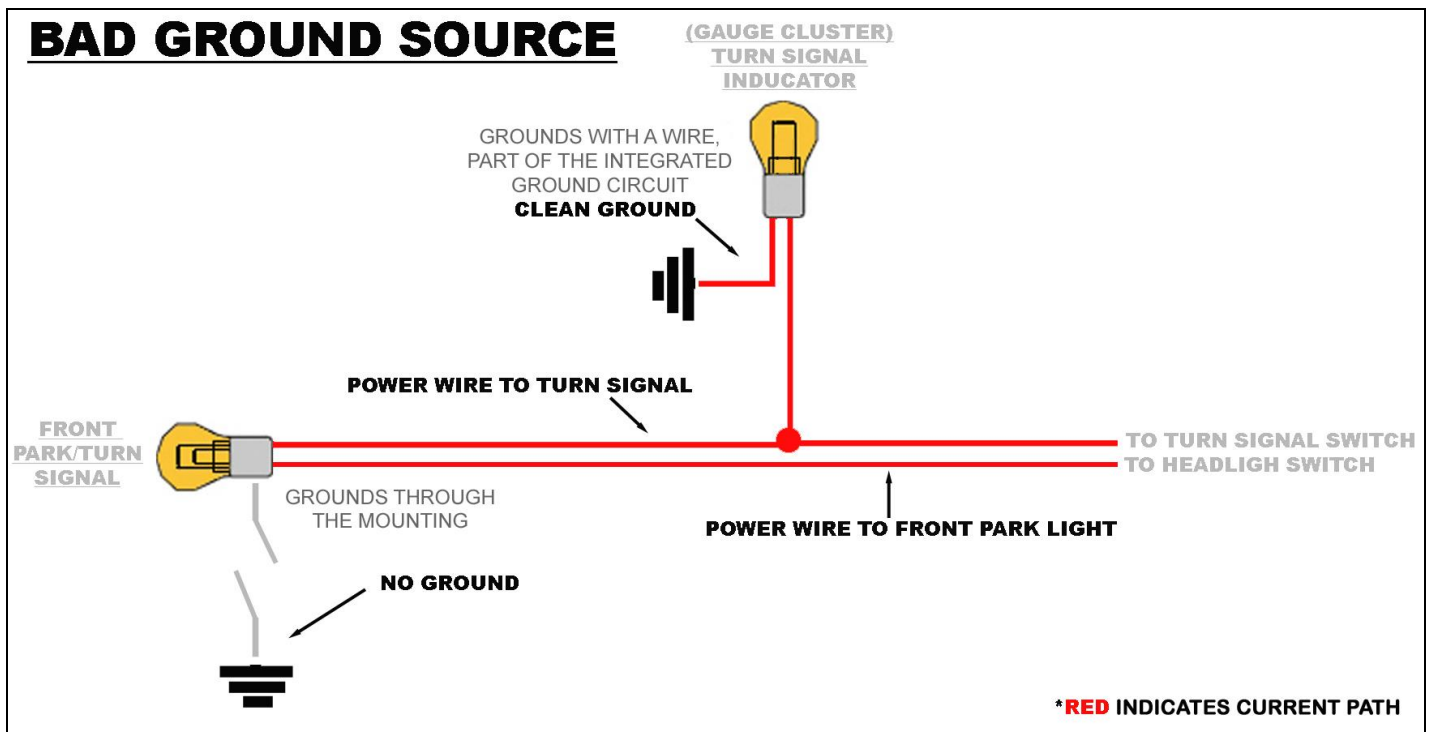 BAD GROUND SOURCE
(GAUGE CLUSTER)
TURN SIGNAL
INDUCATOR
GROUNDS WITH A WIRE,
PART OF THE INTEGRATED
GROUND CIRCUIT
CLEAN GROUND
POWER WIRE TO TURN SIGNAL
FRONT
PARK/TURN
SIGNAL
TO TURN SIGNAL SWITCH
TO HEADLIGH SWITCH
GROUNDS THROUGH
THE MOUNTING
POWER WIRE TO FRONT PARK LIGHT
NO GROUND
*RED INDICATES CURRENT PATH